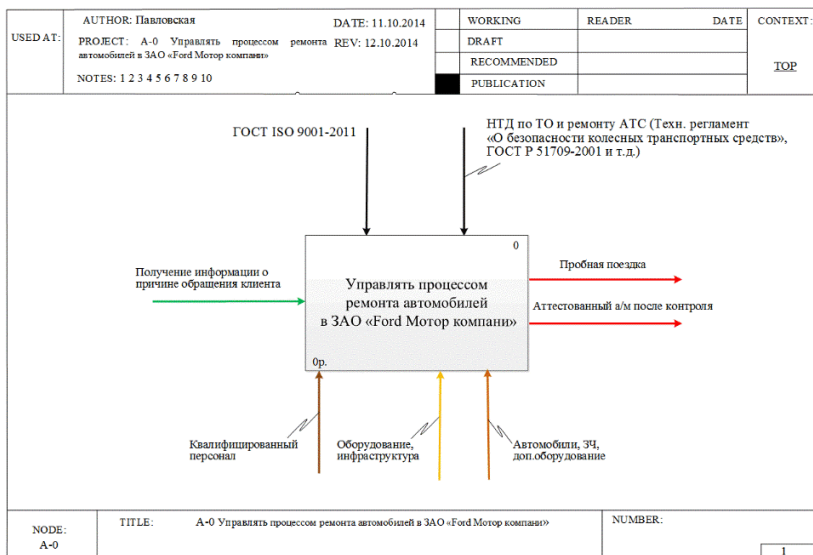 USED AT:
AUTHOR: Павловская
DATE: 11.10.2014
PROJECT: А-0 Управлять процессом ремонта
автомобилей в ЗАО «Ford Мотор компани»
REV: 12.10.2014
NOTES: 1 2 3 4 5 6 7 8 9 10
WORKING
DRAFT
RECOMMENDED
PUBLICATION
READER DATE
CONTEXT:
TOP
ГОСТ ISO 9001-2011
НТД по ТО и ремонту АТС (Техн. регламент
«О безопасности колесных транспортных средств»,
ГОСТ Р 51709-2001 и т.д.)
0
Получение информации о
причине обращения клиента
Управлять процессом
ремонта автомобилей
в ЗАО «Ford Мотор компани»
0р.
Пробная поездка
Аттестованный а/м после контроля
Квалифицированный
персонал
Оборудование,
инфраструктура
Автомобили, ЗЧ,
доп.оборудование
NODE:
А-0
TITLE:
А-0 Управлять процессом ремонта автомобилей в ЗАО «Ford Мотор компани»
NUMBER:
1